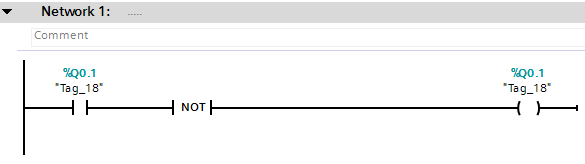 Network 1: .....
Comment
%Q0.1 %Q0.1
"Tag_18" "Tag_18"
NOT